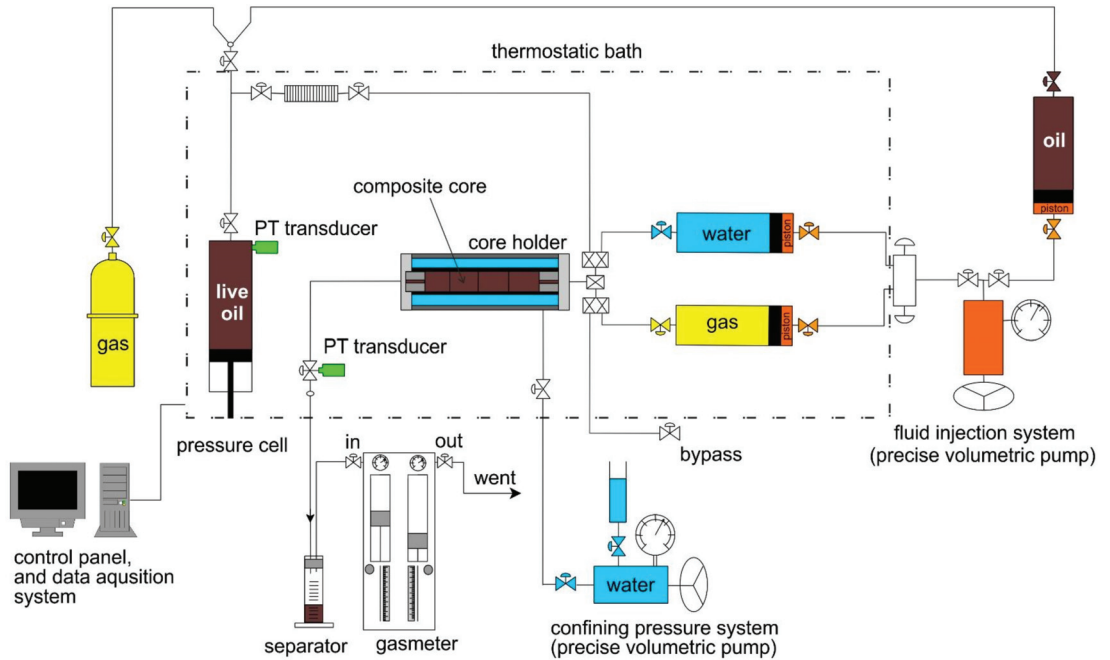 thermostatic bath
oil
piston
composite core
PT transducer
core holder
water
piston
live
oil
gas
gas
piston
PT transducer
pressure cell
in
out
went
bypass
fluid injection system
(precise volumetric pump)
control panel,
and data aqusition
system
water
separator
gasmeter
confining pressure system
(precise volumetric pump)